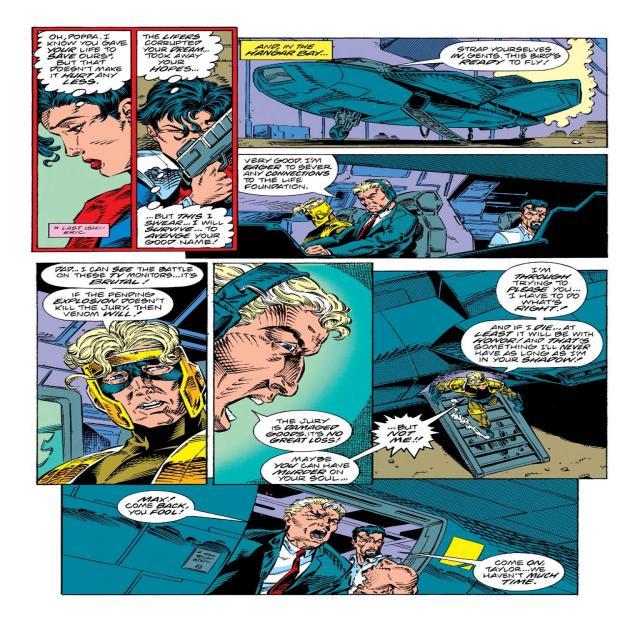 OH, POPPA. I
KNOW YOU GAVE
YOUR LIFE TO
SAVE OURS!
BUT THAT
DOESN'T MAKE
IT HURT ANY
LESS.
* LAST ISH--
ERIC.
THE LIFERS
CORRUPTED
YOUR DREAM...
TOOK AWAY
YOUR
HOPES...
...BUT THIS I
SWEAR... I WILL
SURVIVE... TO
AVENGE YOUR
GOOD NAME!
AND, IN THE
HANGAR BAY...
STRAP YOURSELVES
IN, GENTS. THIS BIRD'S
READY TO FLY!
VERY GOOD. I'M
EAGER TO SEVER
ANY CONNECTIONS
TO THE LIFE
FOUNDATION.
DAD... I CAN SEE THE BATTLE
ON THESE TV MONITORS... IT'S
BRUTAL!
IF THE PENDING
EXPLOSION DOESN'T
KILL THE JURY, THEN
VENOM WILL!
THE JURY
IS DAMAGED
GOODS. IT'S NO
GREAT LOSS!
MAYBE
YOU CAN HAVE
MURDER ON
YOUR SOUL...
...BUT
NOT
ME!!
I'M
THROUGH
TRYING TO
PLEASE YOU...
I HAVE TO DO
WHAT'S
RIGHT!
AND IF I DIE... AT
LEAST IT WILL BE WITH
HONOR! AND THAT'S
SOMETHING I'LL NEVER
HAVE AS LONG AS I'M
IN YOUR SHADOW!
MAX!
COME BACK,
YOU FOOL!
COME ON,
TAYLOR... WE
HAVEN'T MUCH
TIME.